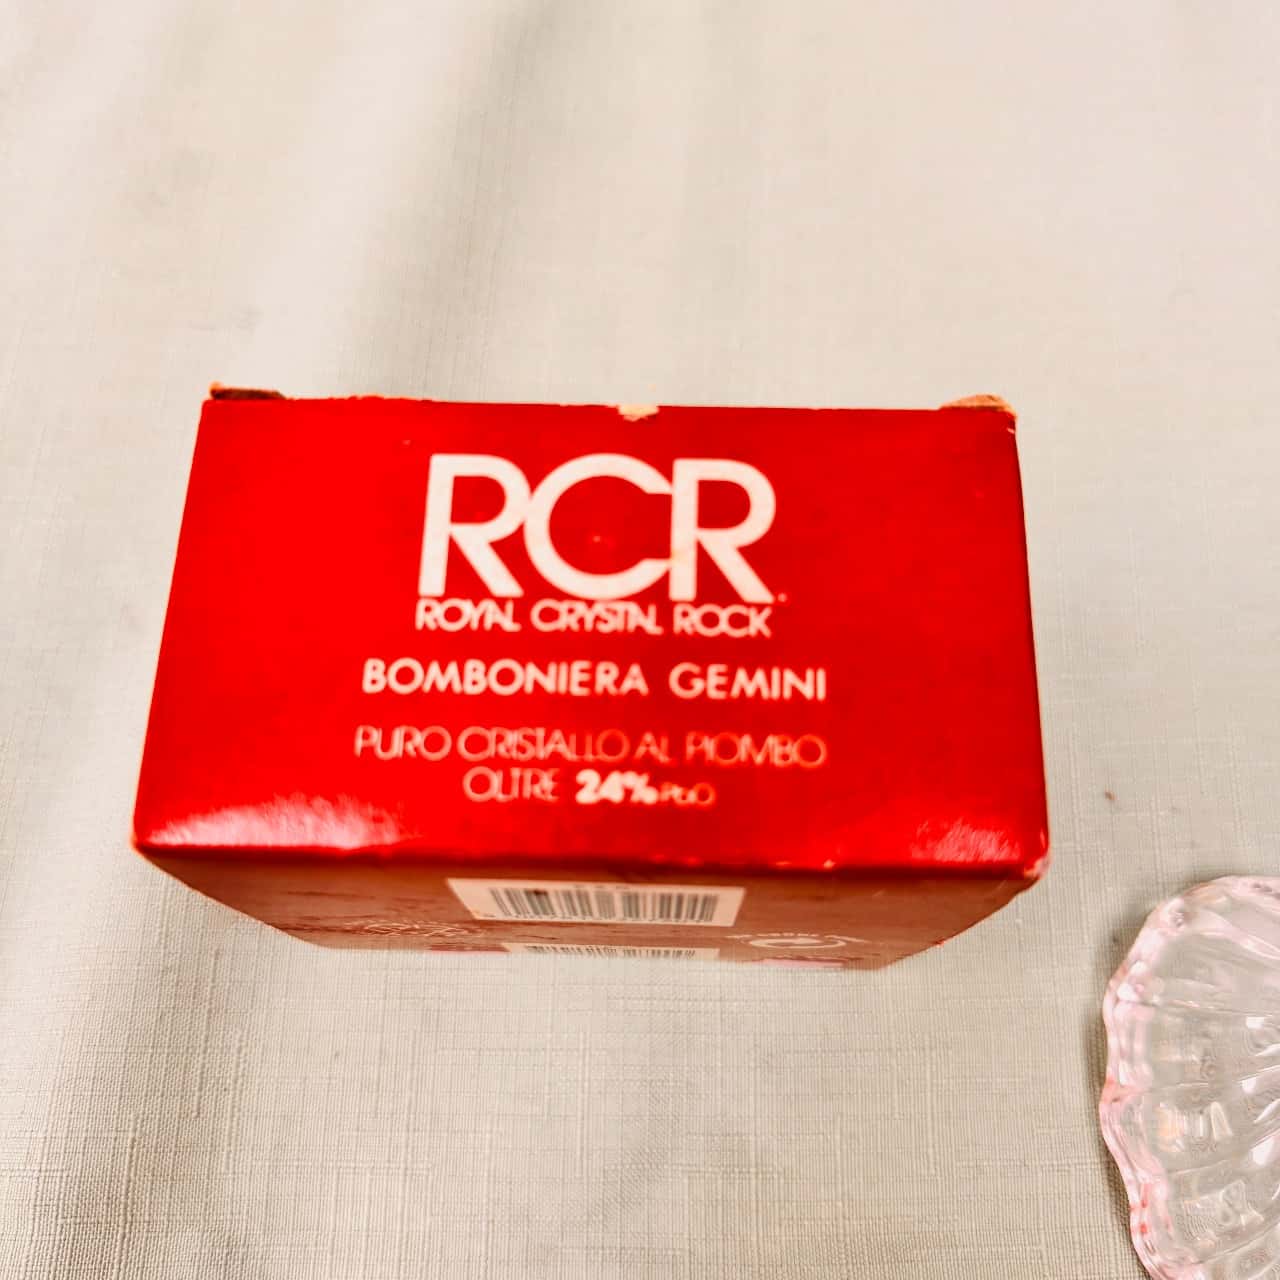 RCR
ROYAL CRYSTAL ROCK
BOMBONIERA GEMINI
PURO CRISTALLO AL PIOMBO
OLTRE 24% PbO